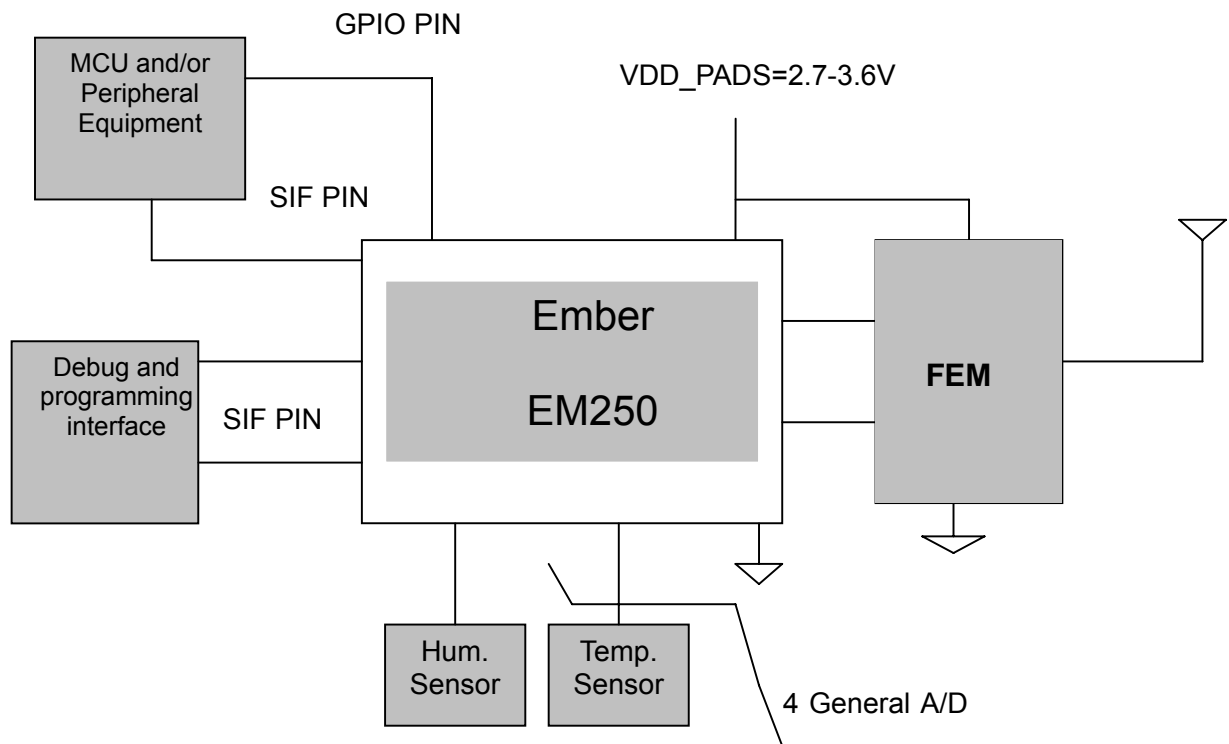 GPIO PIN
MCU and/or
Peripheral
Equipment
VDD_PADS=2.7-3.6V
SIF PIN
Ember
EM250
FEM
Debug and
programming
interface
SIF PIN
Hum.
Sensor
Temp.
Sensor
4 General A/D